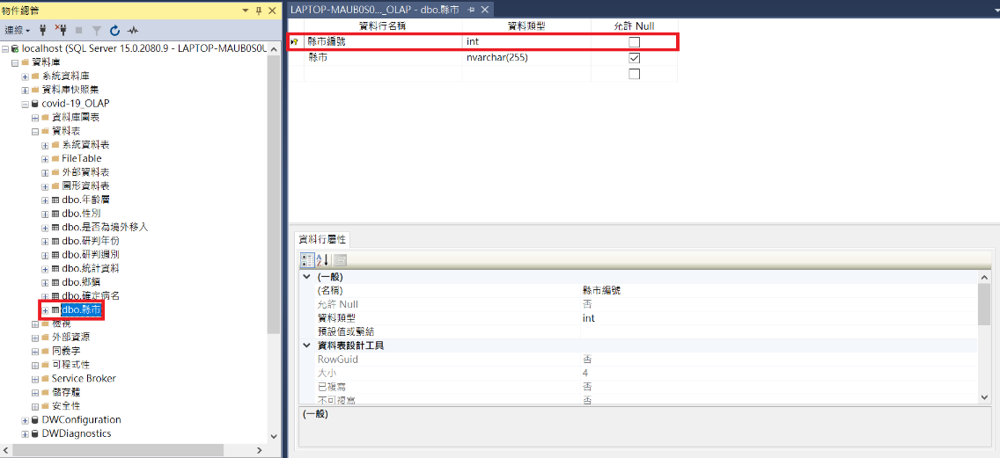 物件總管
連線
localhost (SQL Server 15.0.2080.9 - LAPTOP-MAUB0S0U
資料庫
系統資料庫
資料庫快照集
covid-19_OLAP
資料庫圖表
資料表
系統資料表
FileTable
外部資料表
圖形資料表
dbo.年齡層
dbo.性別
dbo.是否為境外移入
dbo.研判年份
dbo.研判週別
dbo.統計資料
dbo.鄉鎮
dbo.確定病名
dbo.縣市
檢視
外部資源
同義字
可程式性
Service Broker
儲存體
安全性
DWConfiguration
DWDiagnostics
LAPTOP-MAUB0S0..._OLAP - dbo.縣市
資料行名稱 資料類型 允許 Null
縣市編號 int
縣市 nvarchar(255)
資料行屬性
(一般)
(名稱) 縣市編號
允許 Null 否
資料類型 int
預設值或繫結
資料表設計工具
RowGuid 否
大小 4
已複寫 否
不可複寫 否
(一般)